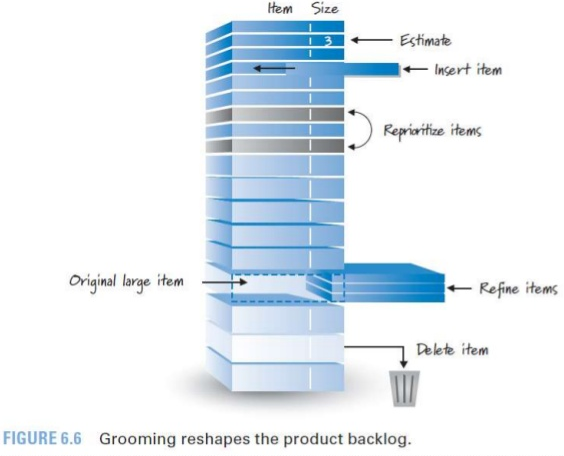 Item Size
3
Estimate
Insert item
Reprioritize items
Original large item
Refine items
Delete item
FIGURE 6.6 Grooming reshapes the product backlog.